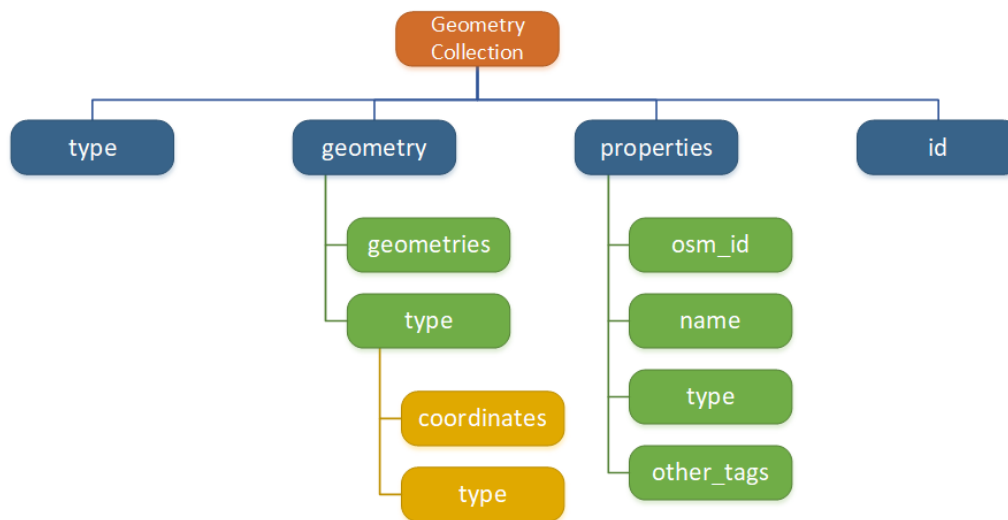 Geometry
Collection
type
geometry
properties
id
geometries
type
coordinates
type
osm_id
name
type
other_tags